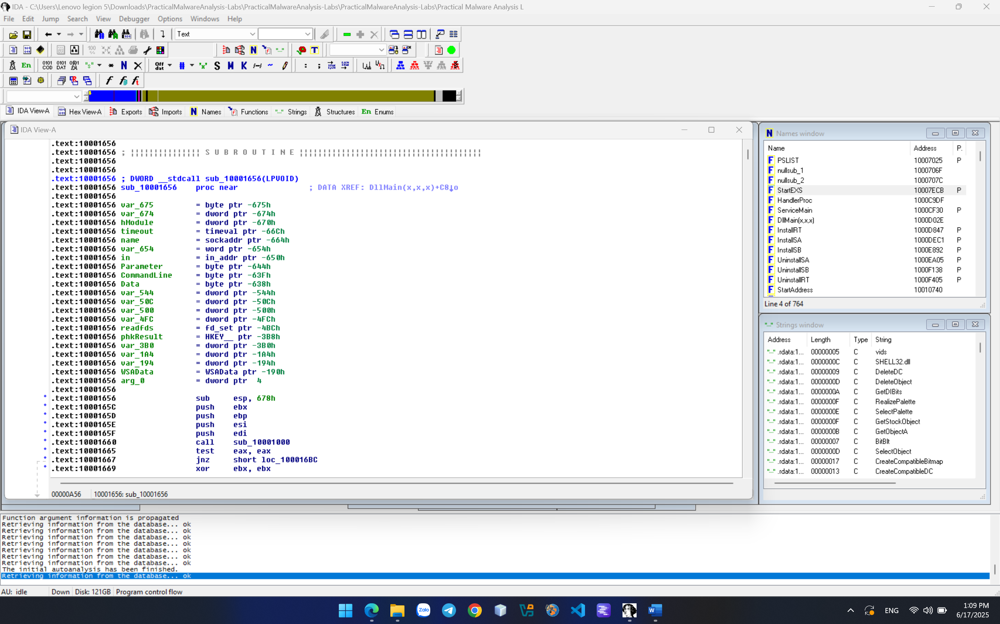 IDA - C:\Users\Lenovo legion 5\Downloads\PracticalMalwareAnalysis-Labs\PracticalMalwareAnalysis-Labs\PracticalMalwareAnalysis-Labs\Practical Malware Analysis L
File Edit Jump Search View Debugger Options Windows Help
Text
IDA View-A Hex View-A Exports Imports Names Functions Strings Structures En Enums
IDA View-A
.text:10001656
.text:10001656 ; ¦¦¦¦¦¦¦¦¦¦¦¦¦¦¦ S U B R O U T I N E ¦¦¦¦¦¦¦¦¦¦¦¦¦¦¦¦¦¦¦¦¦¦¦¦¦¦¦¦¦¦¦¦¦¦¦¦¦¦¦
.text:10001656
.text:10001656
.text:10001656 ; DWORD __stdcall sub_10001656(LPVOID)
.text:10001656 sub_10001656 proc near ; DATA XREF: DllMain(x,x,x)+C8↓o
.text:10001656
.text:10001656 var_675 = byte ptr -675h
.text:10001656 var_674 = dword ptr -674h
.text:10001656 hModule = dword ptr -670h
.text:10001656 timeout = timeval ptr -66Ch
.text:10001656 name = sockaddr ptr -664h
.text:10001656 var_654 = word ptr -654h
.text:10001656 in = in_addr ptr -650h
.text:10001656 Parameter = byte ptr -644h
.text:10001656 CommandLine = byte ptr -63Fh
.text:10001656 Data = byte ptr -638h
.text:10001656 var_544 = dword ptr -544h
.text:10001656 var_50C = dword ptr -50Ch
.text:10001656 var_500 = dword ptr -500h
.text:10001656 var_4FC = dword ptr -4FCh
.text:10001656 readfds = fd_set ptr -4BCh
.text:10001656 phkResult = HKEY__ ptr -3B8h
.text:10001656 var_3B0 = dword ptr -3B0h
.text:10001656 var_1A4 = dword ptr -1A4h
.text:10001656 var_194 = dword ptr -194h
.text:10001656 WSAData = WSAData ptr -190h
.text:10001656 arg_0 = dword ptr 4
.text:10001656
.text:10001656 sub esp, 678h
.text:1000165C push ebx
.text:1000165D push ebp
.text:1000165E push esi
.text:1000165F push edi
.text:10001660 call sub_10001000
.text:10001665 test eax, eax
.text:10001667 jnz short loc_100016BC
.text:10001669 xor ebx, ebx
00000A56 10001656: sub_10001656
Names window
Name Address P.
PSLIST 10007025 P
nullsub_1 1000706F
nullsub_2 1000707C
StartEXS 10007ECB P
HandlerProc 1000C9DF
ServiceMain 1000CF30 P
DllMain(x,x,x) 1000D02E
InstallRT 1000D847 P
InstallSA 1000DEC1 P
InstallSB 1000E892 P
UninstallSA 1000EA05 P
UninstallSB 1000F138 P
UninstallRT 1000F405 P
StartAddress 10010740
Line 4 of 764
Strings window
Address Length Type String
.rdata:1... 00000005 C vids
.rdata:1... 0000000C C SHELL32.dll
.rdata:1... 00000009 C DeleteDC
.rdata:1... 0000000D C DeleteObject
.rdata:1... 0000000A C GetDIBits
.rdata:1... 0000000F C RealizePalette
.rdata:1... 0000000E C SelectPalette
.rdata:1... 0000000F C GetStockObject
.rdata:1... 0000000B C GetObjectA
.rdata:1... 00000007 C BitBlt
.rdata:1... 0000000D C SelectObject
.rdata:1... 00000017 C CreateCompatibleBitmap
.rdata:1... 00000013 C CreateCompatibleDC
Function argument information is propagated
Retrieving information from the database... ok
Retrieving information from the database... ok
Retrieving information from the database... ok
Retrieving information from the database... ok
Retrieving information from the database... ok
Retrieving information from the database... ok
Retrieving information from the database... ok
The initial autoanalysis has been finished.
Retrieving information from the database... ok
AU: idle Down Disk: 121GB Program control flow
Zalo
ENG
1:09 PM
6/17/2025